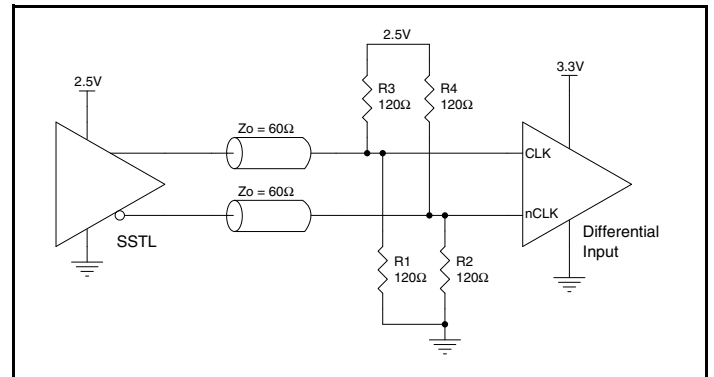 2.5V
3.3V
2.5V
R3
120Ω
R4
120Ω
Zo = 60Ω
CLK
Zo = 60Ω
nCLK
SSTL
Differential
Input
R1
120Ω
R2
120Ω